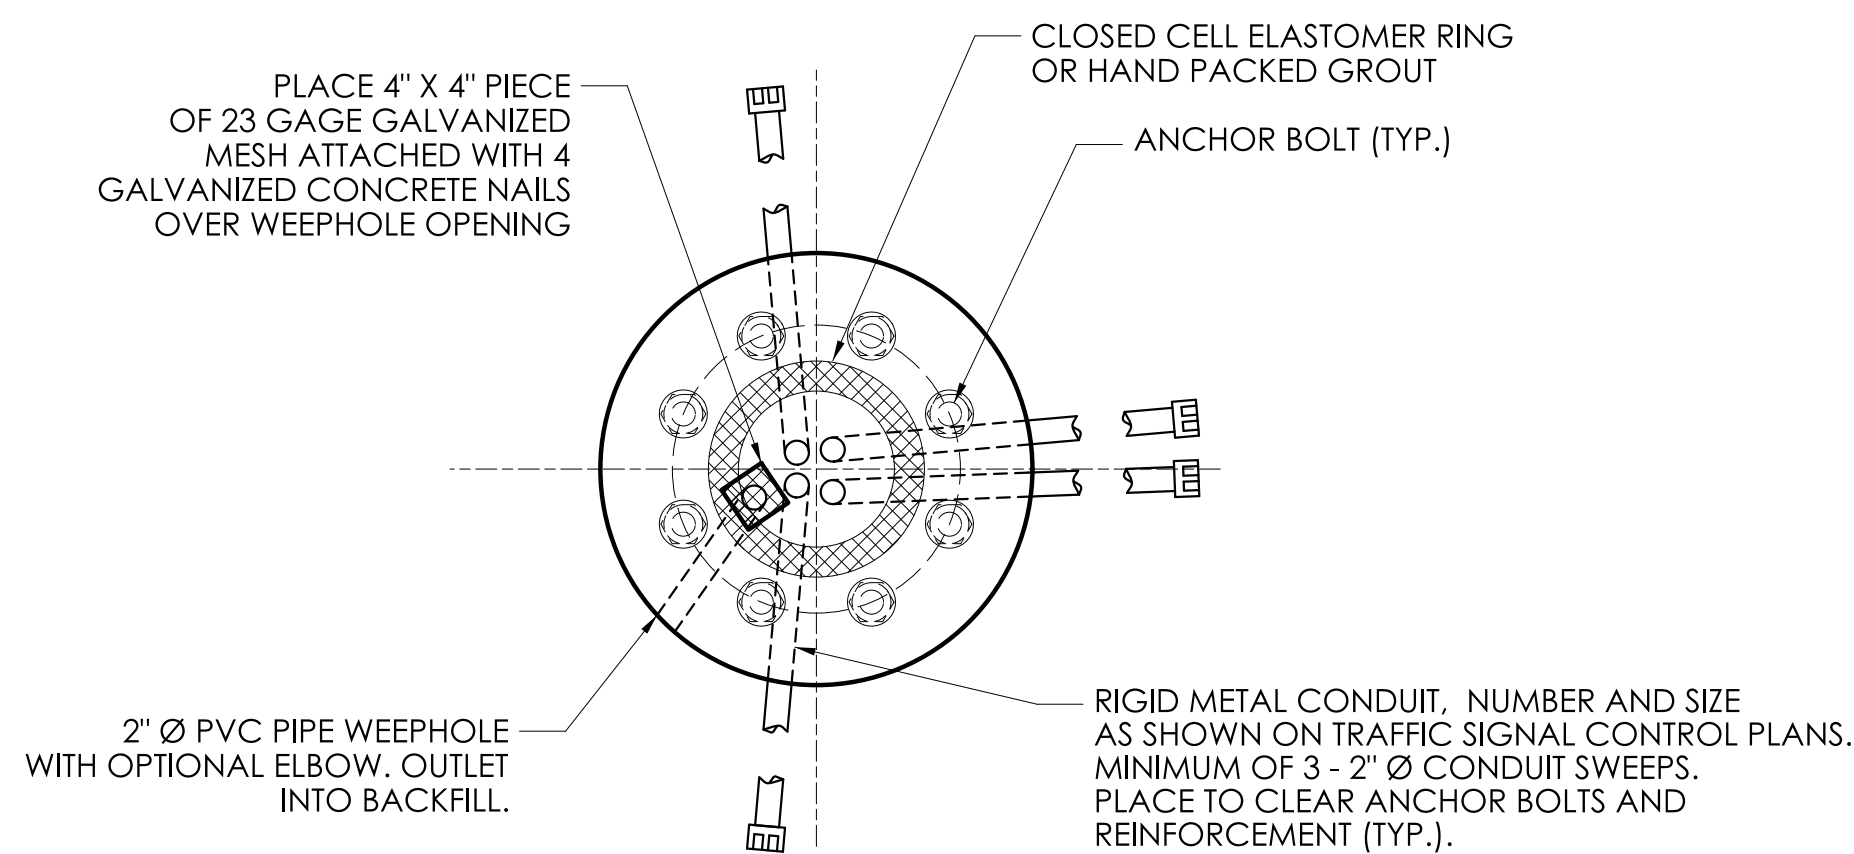 CLOSED CELL ELASTOMER RING
OR HAND PACKED GROUT
PLACE 4" X 4" PIECE
OF 23 GAGE GALVANIZED
MESH ATTACHED WITH 4
GALVANIZED CONCRETE NAILS
OVER WEEPHOLE OPENING
ANCHOR BOLT (TYP.)
2" Ø PVC PIPE WEEPHOLE
WITH OPTIONAL ELBOW. OUTLET
INTO BACKFILL.
RIGID METAL CONDUIT, NUMBER AND SIZE
AS SHOWN ON TRAFFIC SIGNAL CONTROL PLANS.
MINIMUM OF 3 - 2" Ø CONDUIT SWEEPS.
PLACE TO CLEAR ANCHOR BOLTS AND
REINFORCEMENT (TYP.).